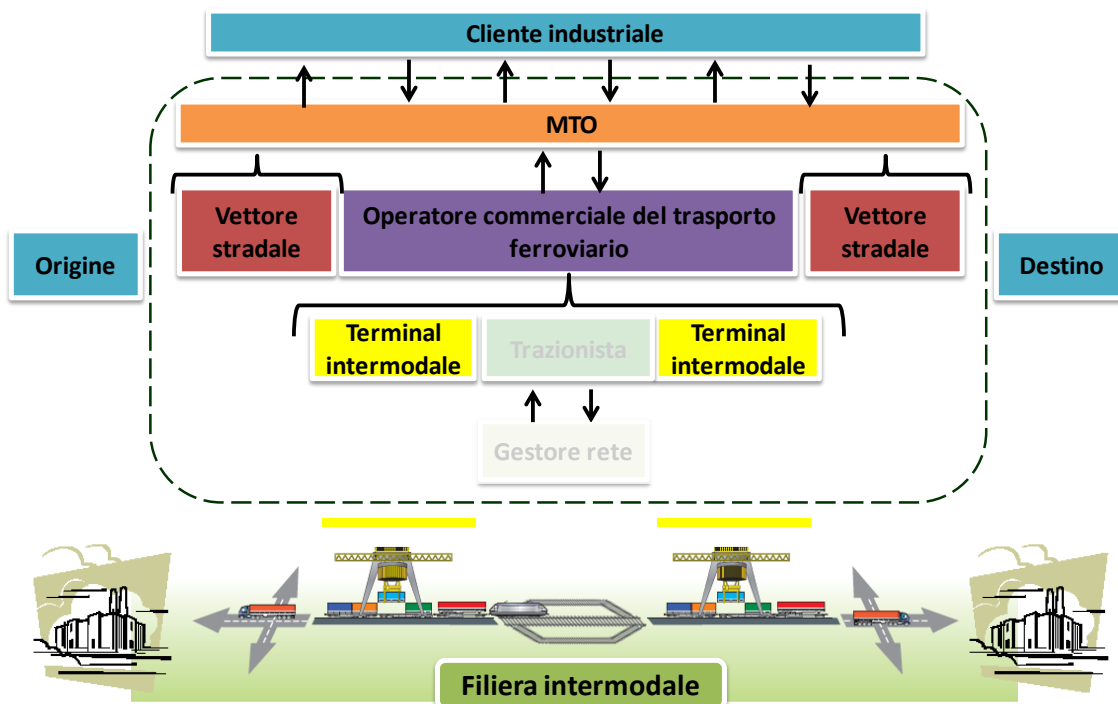 Cliente industriale
MTO
Vettore
stradale
Operatore commerciale del trasporto
ferroviario
Vettore
stradale
Origine
Destino
Terminal
intermodale
Trazionista
Terminal
intermodale
Gestore rete
Filiera intermodale